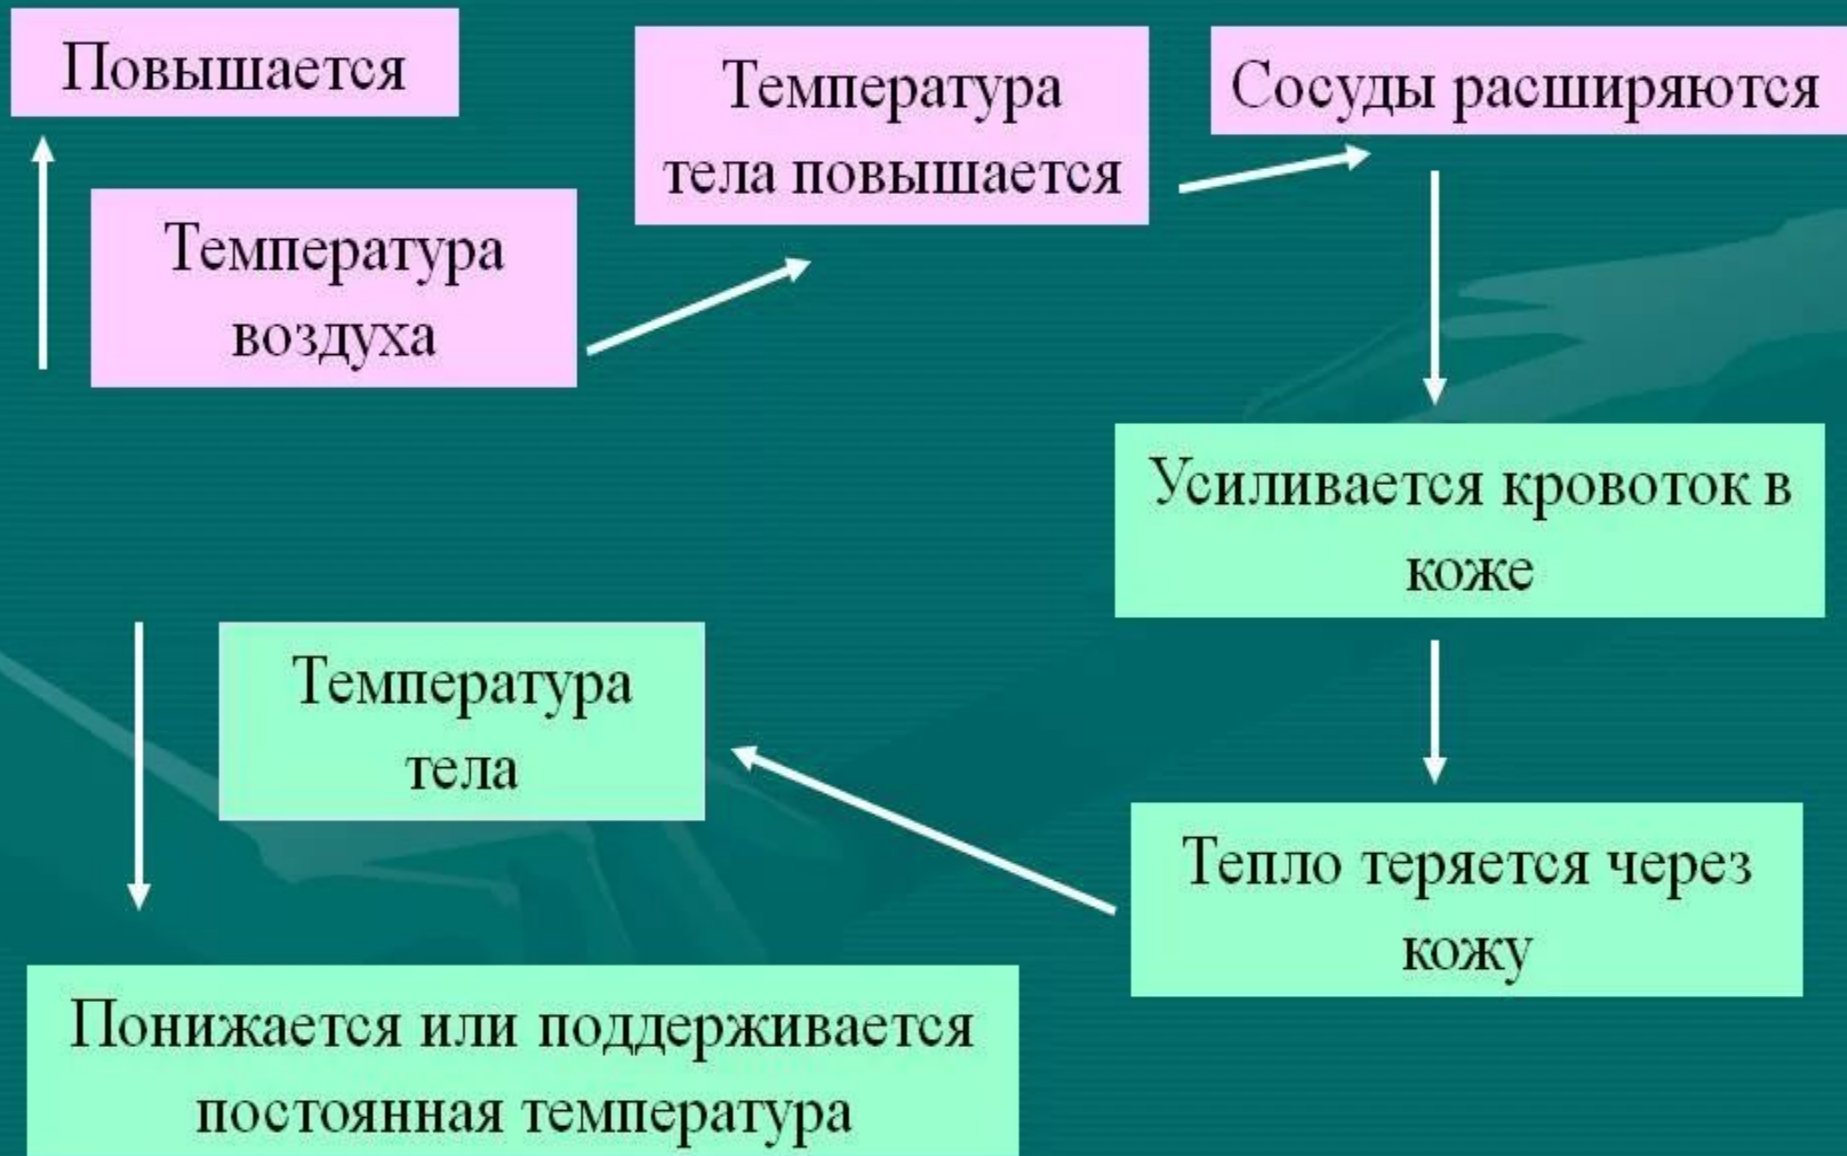 Повышается
Температура
воздуха
Температура
тела повышается
Сосуды расширяются
Усиливается кровоток в
коже
Тепло теряется через
кожу
Температура
тела
Понижается или поддерживается
постоянная температура